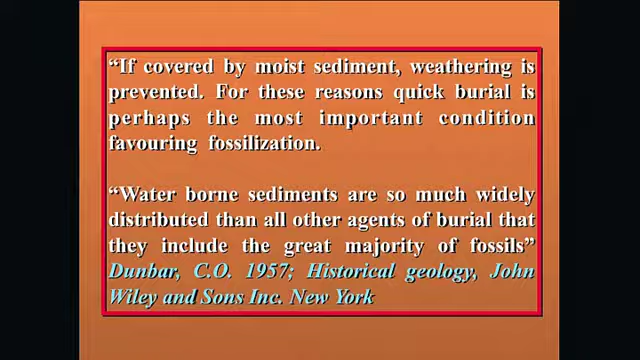 “If covered by moist sediment, weathering is
prevented. For these reasons quick burial is
perhaps the most important condition
favouring fossilization.
“Water borne sediments are so much widely
distributed than all other agents of burial that
they include the great majority of fossils”
Dunbar, C.O. 1957; Historical geology, John
Wiley and Sons Inc. New York